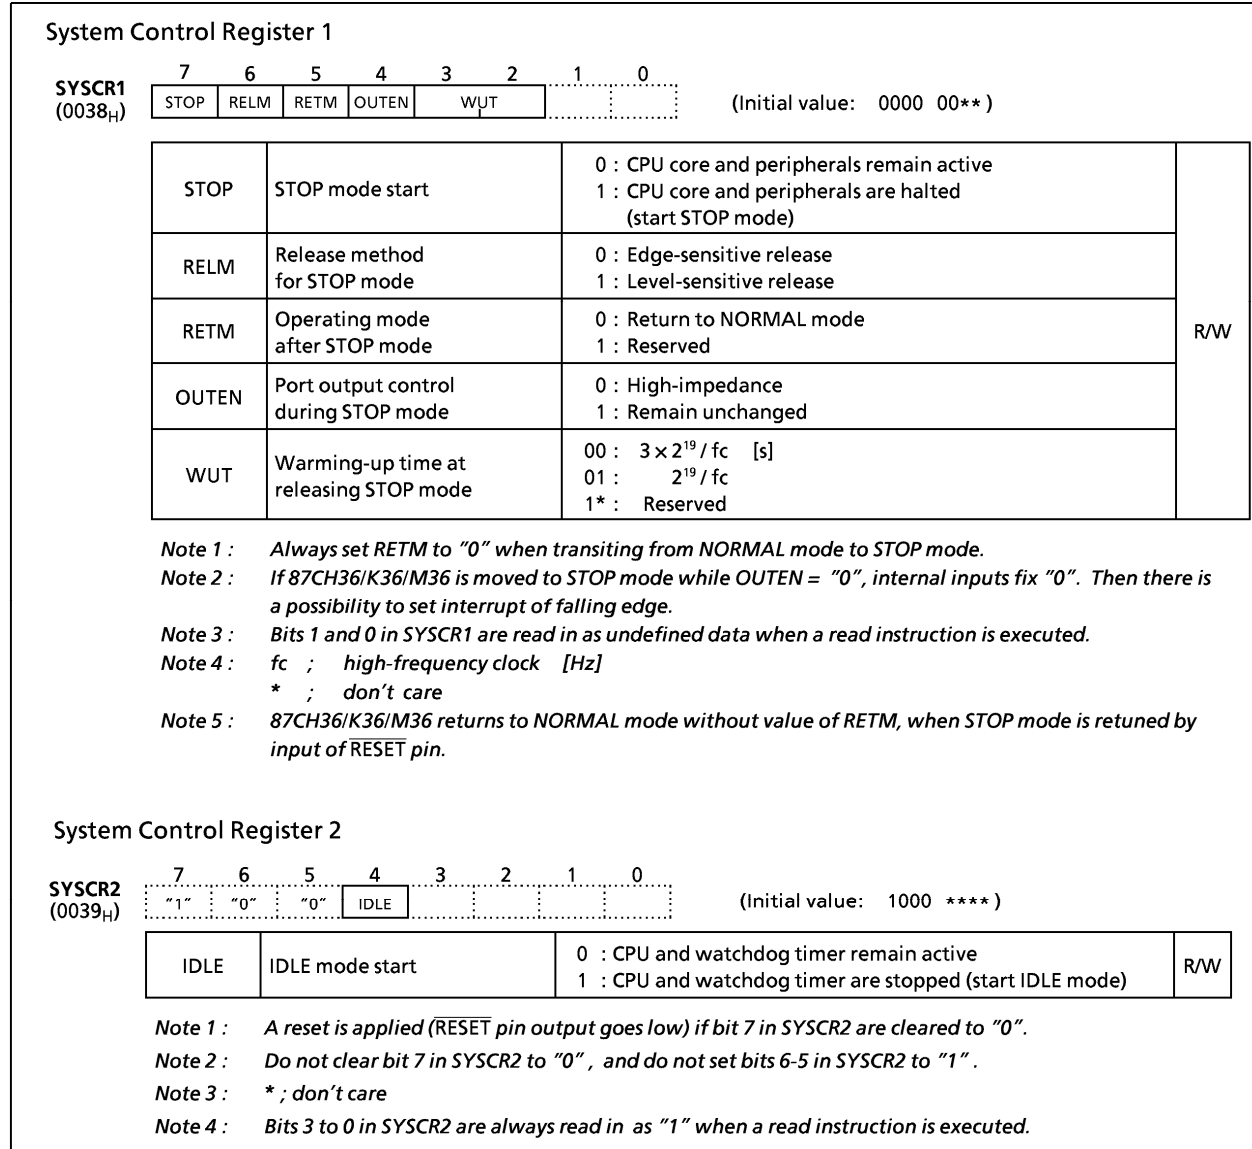 System Control Register 1
7 6 5 4 3 2 1 0
SYSCR1
(0038H)
STOP RELM RETM OUTEN WUT
(Initial value: 0000 00**)
STOP STOP mode start
0 : CPU core and peripherals remain active
1 : CPU core and peripherals are halted
(start STOP mode)
RELM
Release method
for STOP mode
0 : Edge-sensitive release
1 : Level-sensitive release
RETM
Operating mode
after STOP mode
0 : Return to NORMAL mode
1 : Reserved
OUTEN
Port output control
during STOP mode
0 : High-impedance
1 : Remain unchanged
WUT
Warming-up time at
releasing STOP mode
00 : 3 × 2¹⁹ / fc [s]
01 : 2¹⁹ / fc
1* : Reserved
R/W
Note 1 : Always set RETM to ″0″ when transiting from NORMAL mode to STOP mode.
Note 2 : If 87CH36/K36/M36 is moved to STOP mode while OUTEN = ″0″, internal inputs fix ″0″. Then there is
a possibility to set interrupt of falling edge.
Note 3 : Bits 1 and 0 in SYSCR1 are read in as undefined data when a read instruction is executed.
Note 4 : fc ; high-frequency clock [Hz]
* ; don′t care
Note 5 : 87CH36/K36/M36 returns to NORMAL mode without value of RETM, when STOP mode is retuned by
input of RESET pin.
System Control Register 2
7 6 5 4 3 2 1 0
SYSCR2
(0039H)
″1″ ″0″ ″0″ IDLE
(Initial value: 1000 ****)
IDLE IDLE mode start
0 : CPU and watchdog timer remain active
1 : CPU and watchdog timer are stopped (start IDLE mode)
R/W
Note 1 : A reset is applied (RESET pin output goes low) if bit 7 in SYSCR2 are cleared to ″0″.
Note 2 : Do not clear bit 7 in SYSCR2 to ″0″ , and do not set bits 6-5 in SYSCR2 to ″1″ .
Note 3 : * ; don′t care
Note 4 : Bits 3 to 0 in SYSCR2 are always read in as ″1″ when a read instruction is executed.